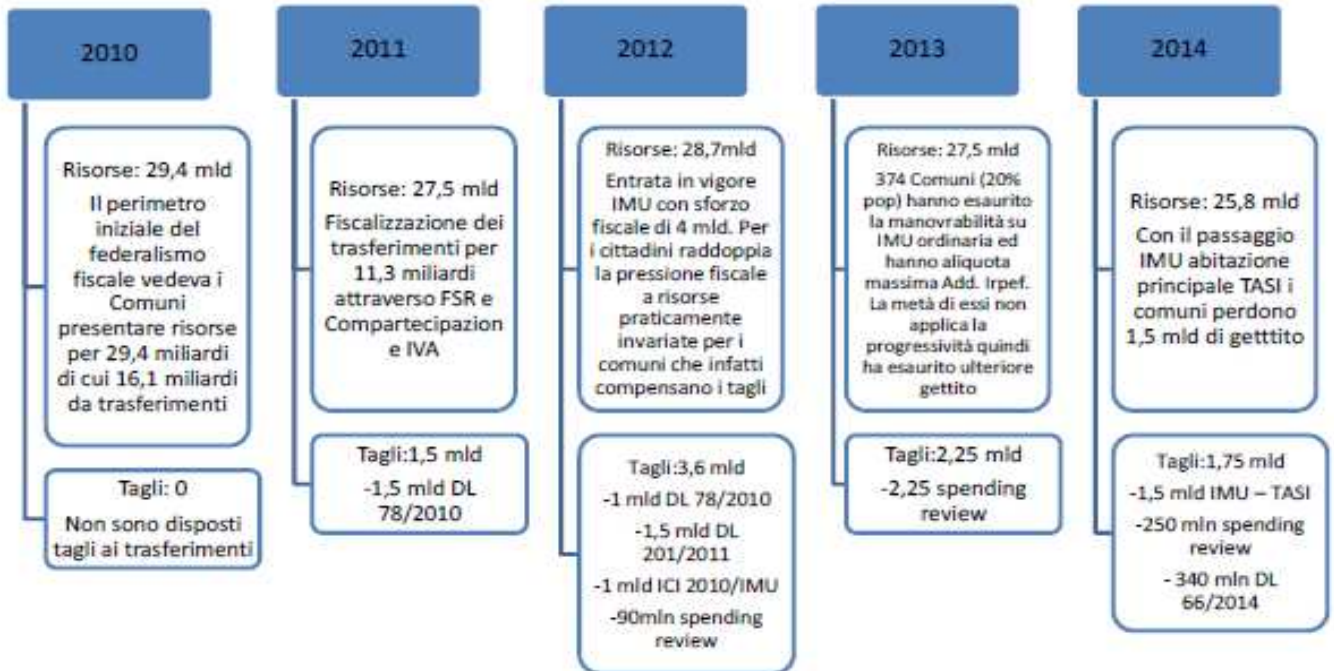 2010
Risorse: 29,4 mld
Il perimetro
iniziale del
federalismo
fiscale vedeva i
Comuni
presentare risorse
per 29,4 miliardi
di cui 16,1 miliardi
da trasferimenti
Tagli: 0
Non sono disposti
tagli ai trasferimenti
2011
Risorse: 27,5 mld
Fiscalizzazione dei
trasferimenti per
11,3 miliardi
attraverso FSR e
Compartecipazion
e IVA
Tagli:1,5 mld
-1,5 mld DL
78/2010
2012
Risorse: 28,7mld
Entrata in vigore
IMU con sforzo
fiscale di 4 mld. Per
i cittadini raddoppia
la pressione fiscale
a risorse
praticamente
invariate per i
comuni che infatti
compensano i tagli
Tagli:3,6 mld
-1 mld DL 78/2010
-1,5 mld DL
201/2011
-1 mld ICI 2010/IMU
-90mln spending
review
2013
Risorse: 27,5 mld
374 Comuni (20%
pop) hanno esaurito
la manovrabilità su
IMU ordinaria ed
hanno aliquota
massima Add. Irpef.
La metà di essi non
applica la
progressività quindi
ha esaurito ulteriore
gettito
Tagli:2,25 mld
-2,25 spending
review
2014
Risorse: 25,8 mld
Con il passaggio
IMU abitazione
principale TASI i
comuni perdono
1,5 mld di getttito
Tagli:1,75 mld
-1,5 mld IMU – TASI
-250 mln spending
review
- 340 mln DL
66/2014